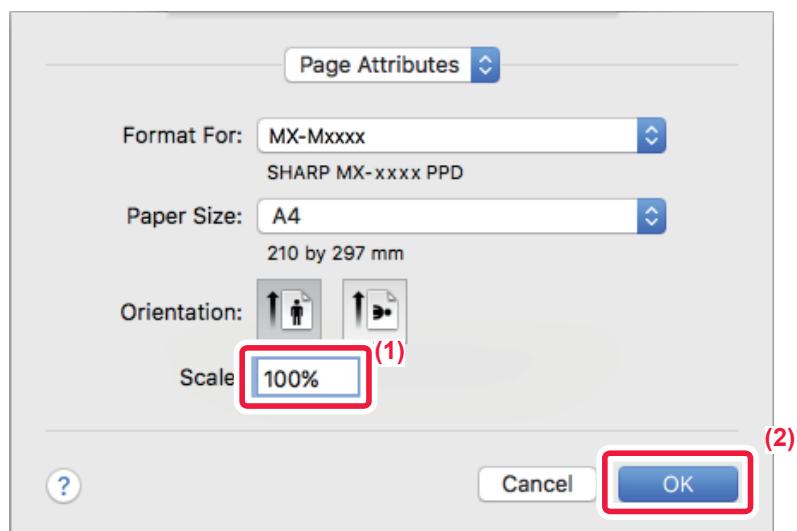 Page Attributes
Format For: MX-Mxxxx
SHARP MX-xxxx PPD
Paper Size: A4
210 by 297 mm
Orientation:
(1)
Scale 100%
(2)
? Cancel OK